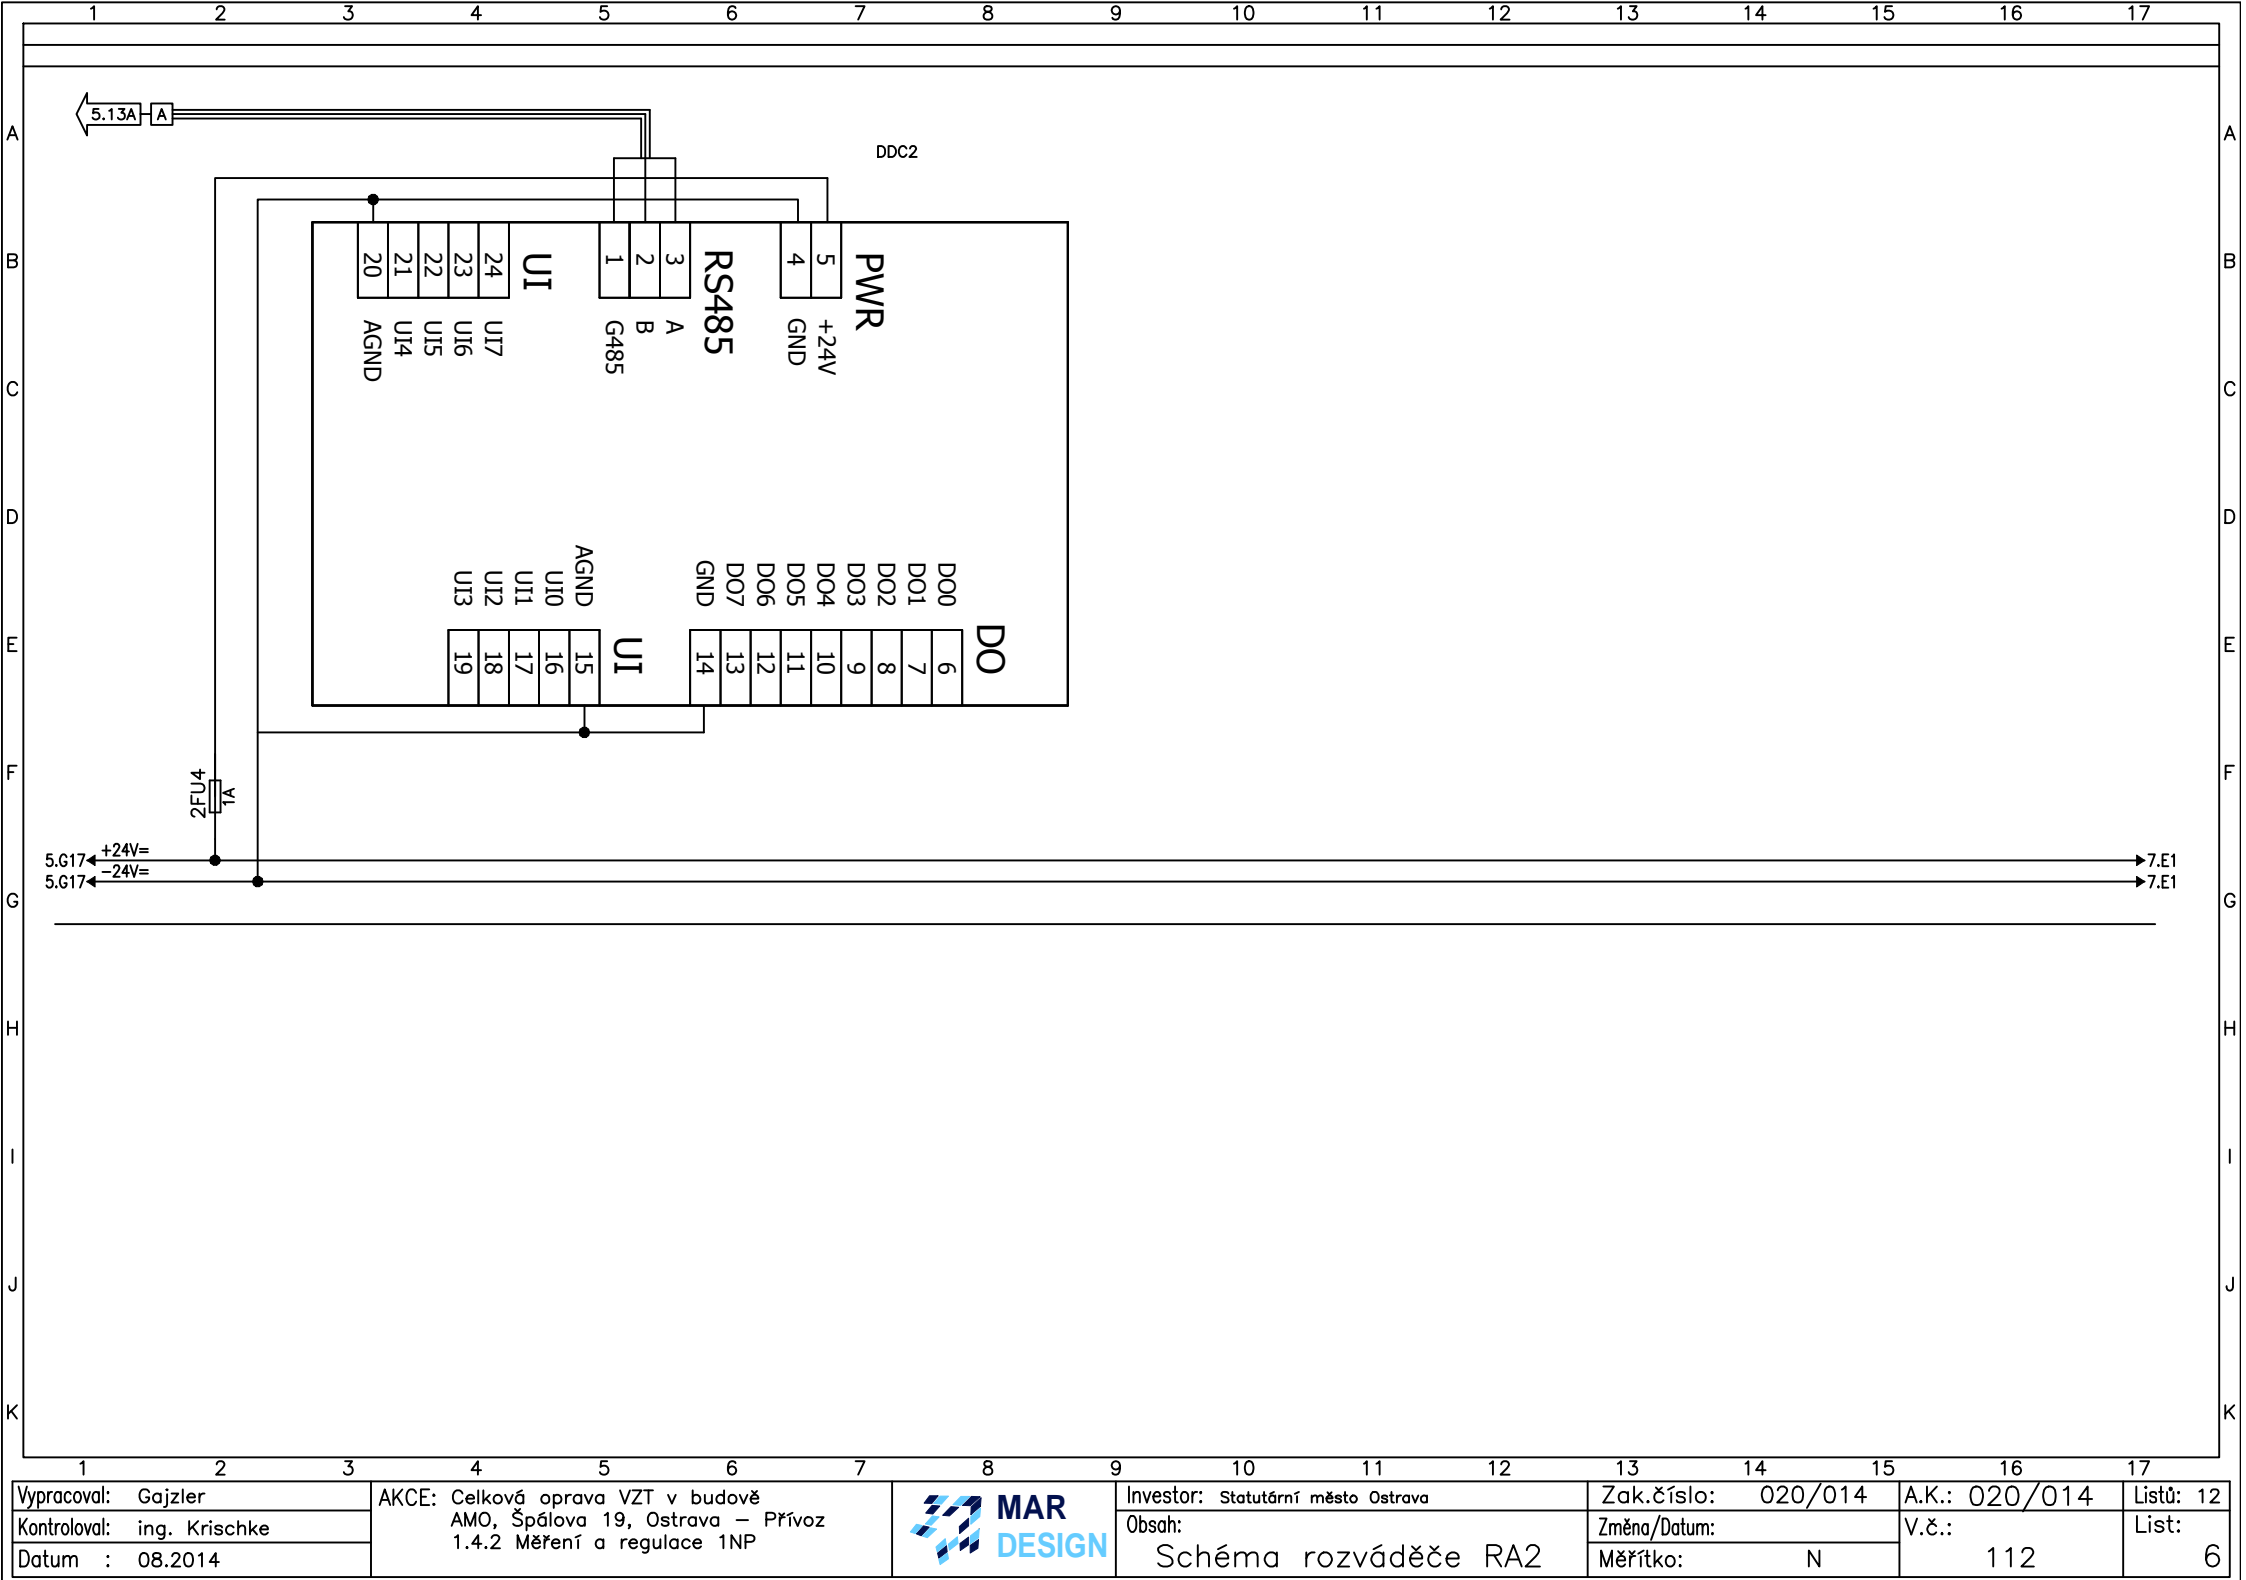 1 2 3 4 5 6 7 8 9 10 11 12 13 14 15 16 17
5.13A A
A A
DDC2
B B
20 21 22 23 24 UI
1 2 3 RS485
4 5 PWR
AGND UI4 UI5 UI6 UI7
G485 B A
GND +24V
C C
D D
UI3 UI2 UI1 UI0 AGND
GND DO7 DO6 DO5 DO4 DO3 DO2 DO1 DO0
E E
19 18 17 16 15 UI
14 13 12 11 10 9 8 7 6 DO
F F
2FU4
1A
5.G17 +24V= 7.E1
5.G17 -24V= 7.E1
G G
H H
I I
J J
K K
1 2 3 4 5 6 7 8 9 10 11 12 13 14 15 16 17
Vypracoval: Gajzler
Kontroloval: ing. Krischke
Datum : 08.2014
AKCE: Celková oprava VZT v budově
AMO, Špálova 19, Ostrava – Přívoz
1.4.2 Měření a regulace 1NP
MAR
DESIGN
Investor: Statutární město Ostrava
Obsah:
Schéma rozváděče RA2
Zak.číslo: 020/014
Změna/Datum:
Měřítko: N
A.K.: 020/014
V.č.:
112
Listů: 12
List:
6